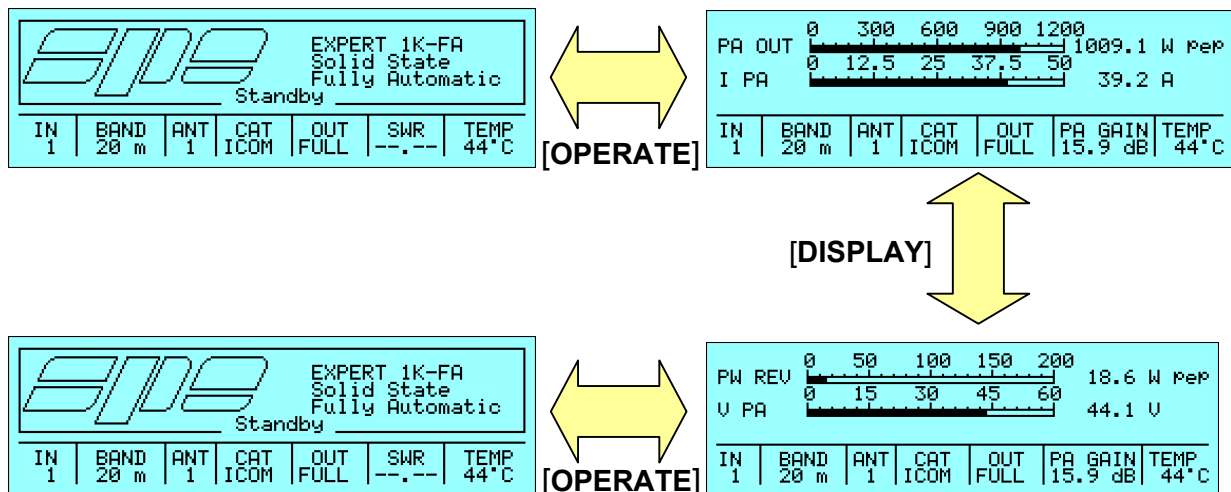 spe
EXPERT 1K-FA
Solid State
Fully Automatic
Standby
IN BAND ANT CAT OUT SWR TEMP
1 20 m 1 ICOM FULL --.-- 44°C
[OPERATE]
0 300 600 900 1200
PA OUT 1009.1 W pep
0 12.5 25 37.5 50
I PA 39.2 A
IN BAND ANT CAT OUT PA GAIN TEMP
1 20 m 1 ICOM FULL 15.9 dB 44°C
[DISPLAY]
spe
EXPERT 1K-FA
Solid State
Fully Automatic
Standby
IN BAND ANT CAT OUT SWR TEMP
1 20 m 1 ICOM FULL --.-- 44°C
[OPERATE]
0 50 100 150 200
PW REV 18.6 W pep
0 15 30 45 60
V PA 44.1 V
IN BAND ANT CAT OUT PA GAIN TEMP
1 20 m 1 ICOM FULL 15.9 dB 44°C